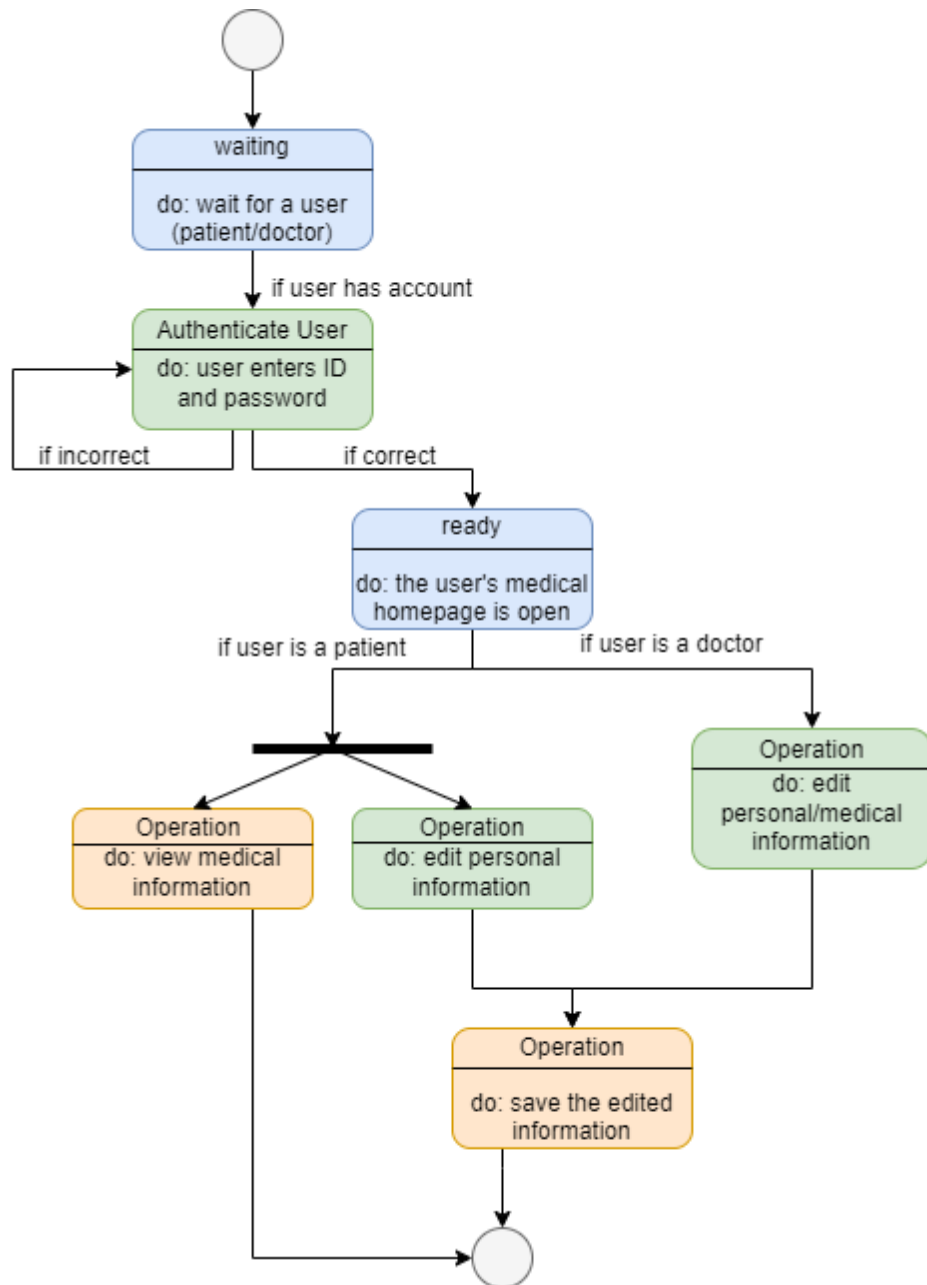 waiting
do: wait for a user
(patient/doctor)
if user has account
Authenticate User
do: user enters ID
and password
if incorrect
if correct
ready
do: the user's medical
homepage is open
if user is a patient
if user is a doctor
Operation
do: edit
personal/medical
information
Operation
do: view medical
information
Operation
do: edit personal
information
Operation
do: save the edited
information